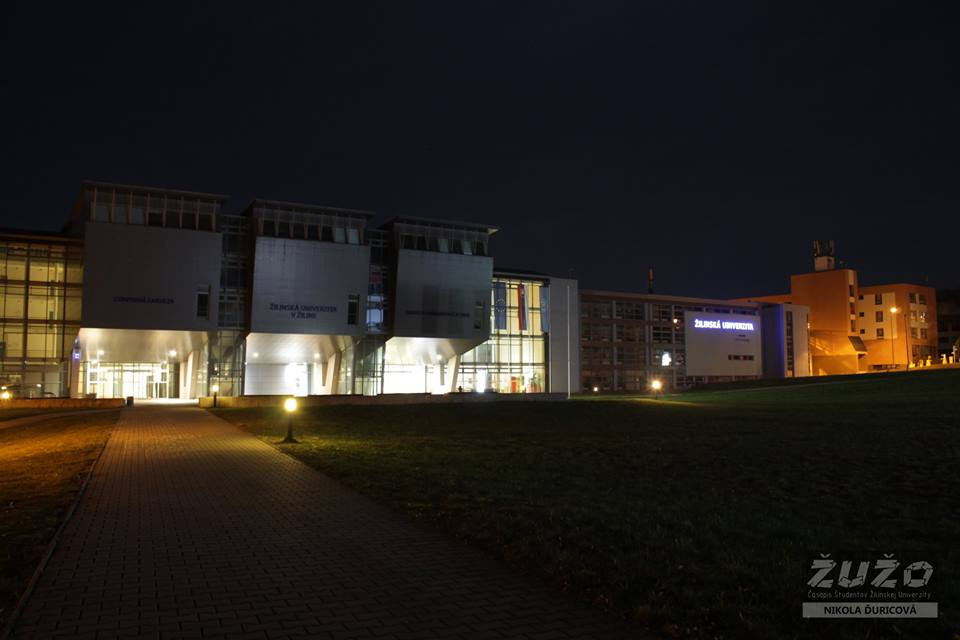 ŽILINSKÁ UNIVERZITA
V ŽILINE
ŽILINSKÁ UNIVERZITA
ŽUŽO
Časopis Študentov Žilinskej Univerzity
NIKOLA ĎURICOVÁ